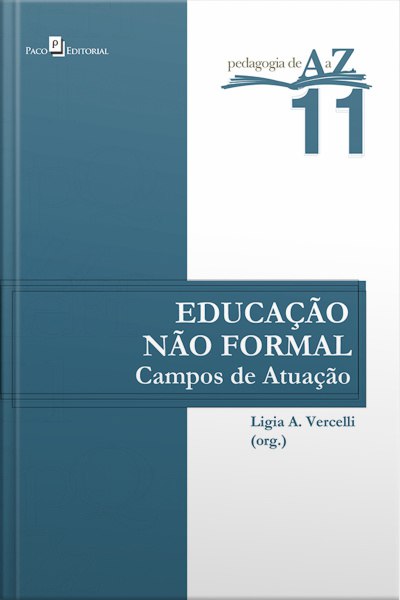 PACO P EDITORIAL
pedagogia de A a Z
11
EDUCAÇÃO
NÃO FORMAL
Campos de Atuação
Ligia A. Vercelli
(org.)